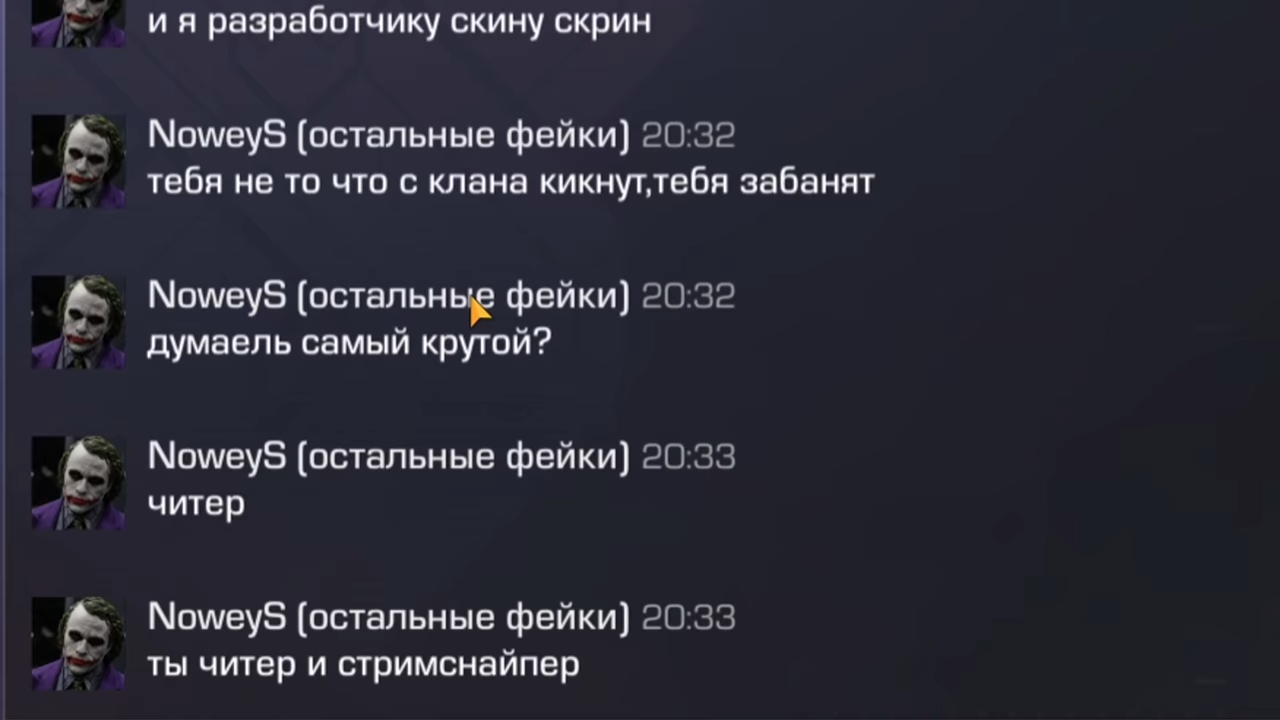 и я разработчику скину скрин
NoweyS (остальные фейки) 20:32
тебя не то что с клана кикнут,тебя забанят
NoweyS (остальные фейки) 20:32
думаель самый крутой?
NoweyS (остальные фейки) 20:33
читер
NoweyS (остальные фейки) 20:33
ты читер и стримснайпер